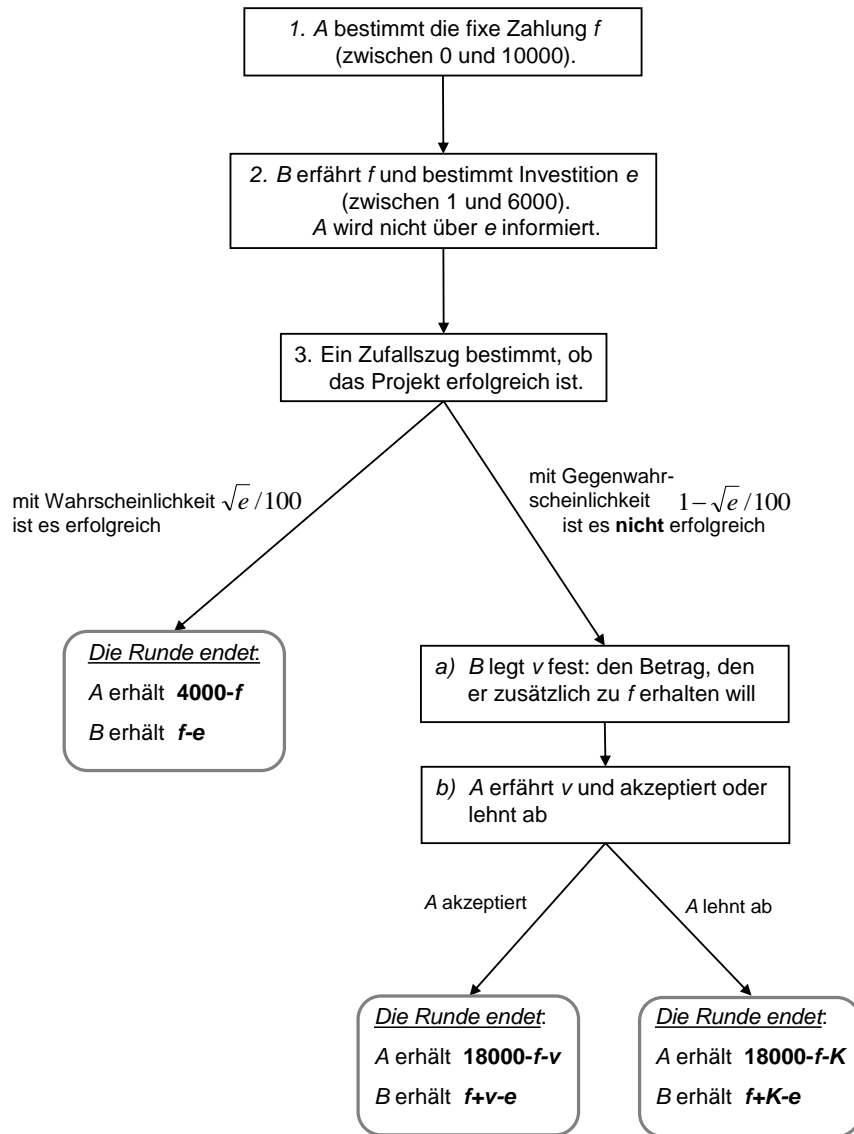 1. A bestimmt die fixe Zahlung f
(zwischen 0 und 10000).
2. B erfährt f und bestimmt Investition e
(zwischen 1 und 6000).
A wird nicht über e informiert.
3. Ein Zufallszug bestimmt, ob
das Projekt erfolgreich ist.
mit Wahrscheinlichkeit √e/100
ist es erfolgreich
mit Gegenwahr-
scheinlichkeit 1−√e/100
ist es nicht erfolgreich
Die Runde endet:
A erhält 4000-f
B erhält f-e
a) B legt v fest: den Betrag, den
er zusätzlich zu f erhalten will
b) A erfährt v und akzeptiert oder
lehnt ab
A akzeptiert
A lehnt ab
Die Runde endet:
A erhält 18000-f-v
B erhält f+v-e
Die Runde endet:
A erhält 18000-f-K
B erhält f+K-e